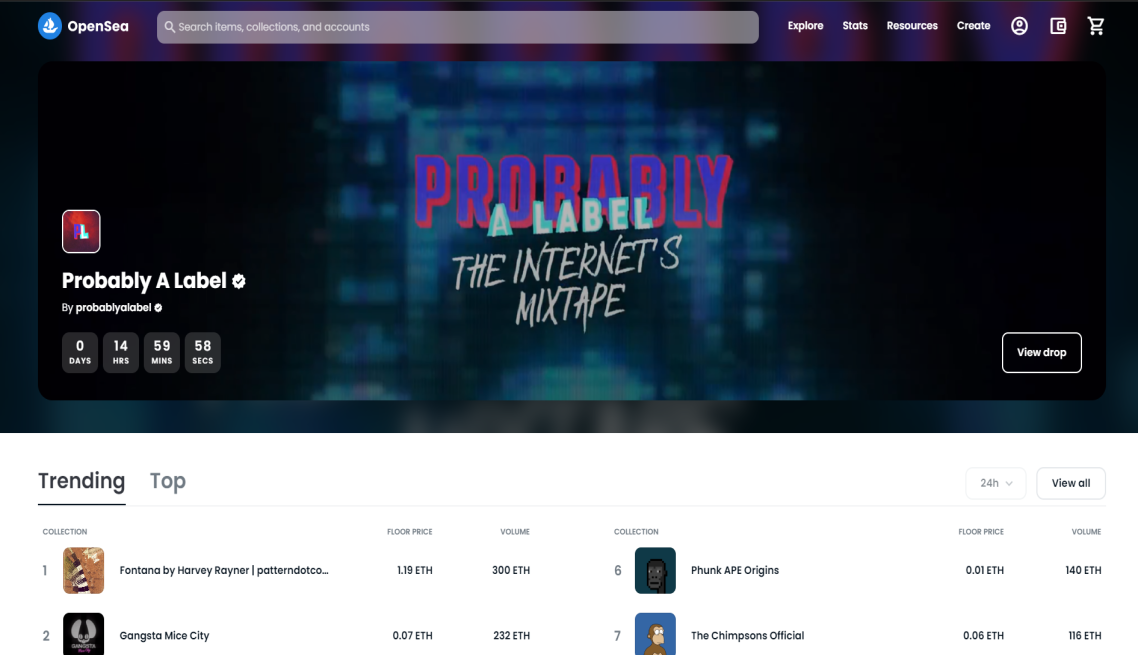 OpenSea
Search items, collections, and accounts
Explore Stats Resources Create
PROBABLY
A LABEL
THE INTERNET'S
MIXTAPE
PL
Probably A Label
By probablyalabel
0 14 59 58
DAYS HRS MINS SECS
View drop
Trending Top
24h View all
COLLECTION FLOOR PRICE VOLUME COLLECTION FLOOR PRICE VOLUME
1 Fontana by Harvey Rayner | patterndotco... 1.19 ETH 300 ETH 6 Phunk APE Origins 0.01 ETH 140 ETH
2 Gangsta Mice City 0.07 ETH 232 ETH 7 The Chimpsons Official 0.06 ETH 116 ETH
GANGSTA